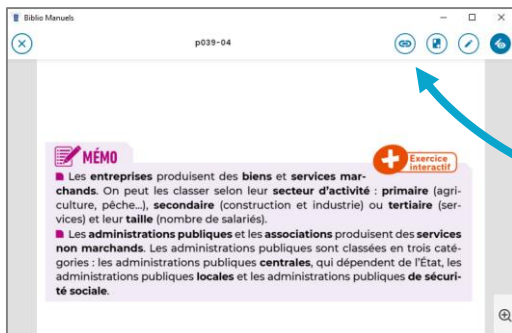 Biblio Manuels
p039-04
MÉMO
Exercice
interactif
Les entreprises produisent des biens et services mar-
chands. On peut les classer selon leur secteur d'activité : primaire (agri-
culture, pêche...), secondaire (construction et industrie) ou tertiaire (ser-
vices) et leur taille (nombre de salariés).
Les administrations publiques et les associations produisent des services
non marchands. Les administrations publiques sont classées en trois caté-
gories : les administrations publiques centrales, qui dépendent de l'État, les
administrations publiques locales et les administrations publiques de sécuri-
té sociale.